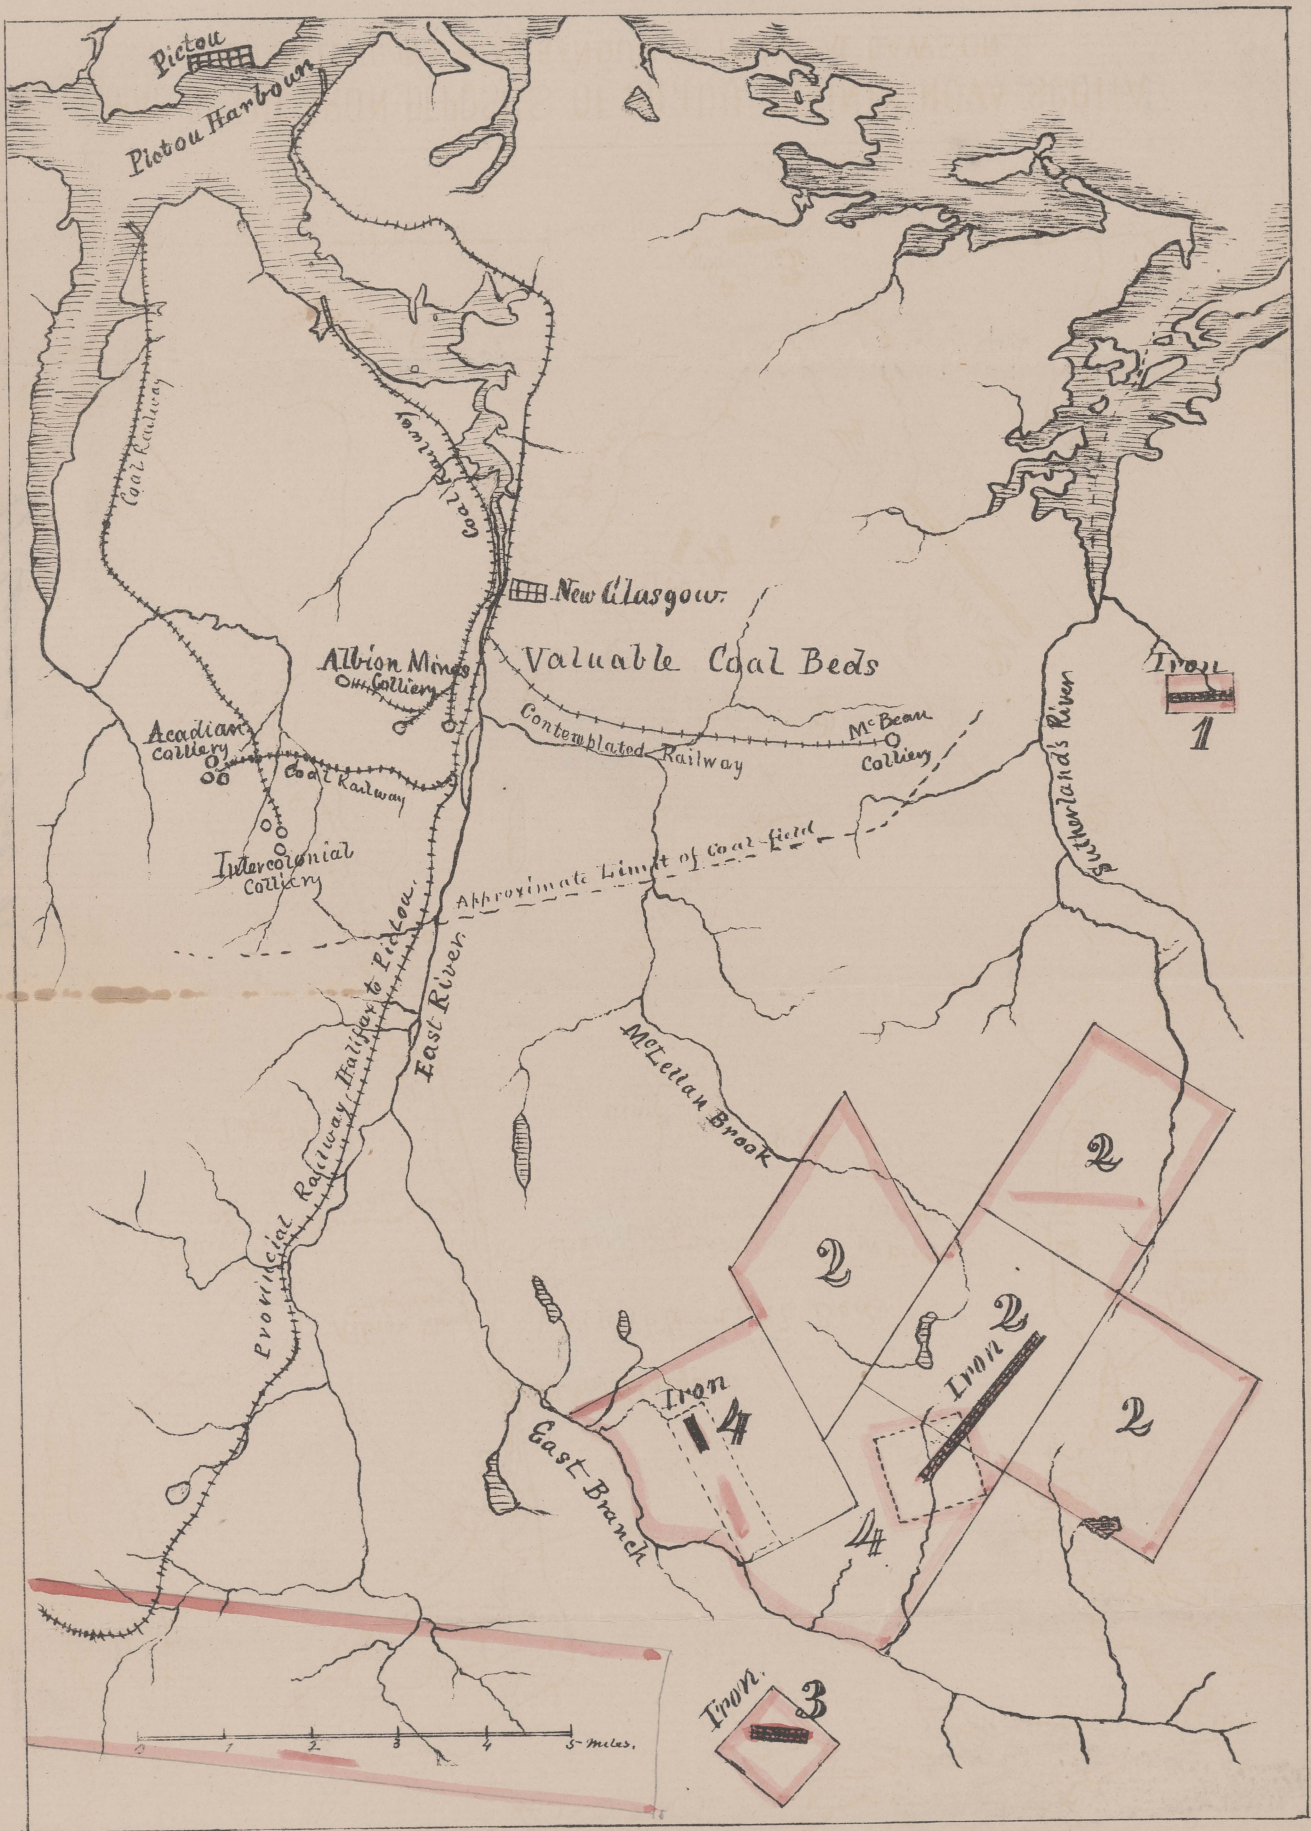 Pictou
Pictou Harbour
Coal Railway
Coal Railway
New Glasgow.
Albion Mines
Colliery
Valuable Coal Beds
Iron
1
Acadian
Colliery
Contemplated Railway
McBean
Colliery
Sutherland's River
Coal Railway
Intercolonial
Colliery
Approximate Limit of Coal field
East River.
Provincial Railway Halifax to Pictou.
McLellan Brook
2
2
2
Iron
2
Iron
4
East Branch
4
Iron.
3
0 1 2 3 4 5 miles.